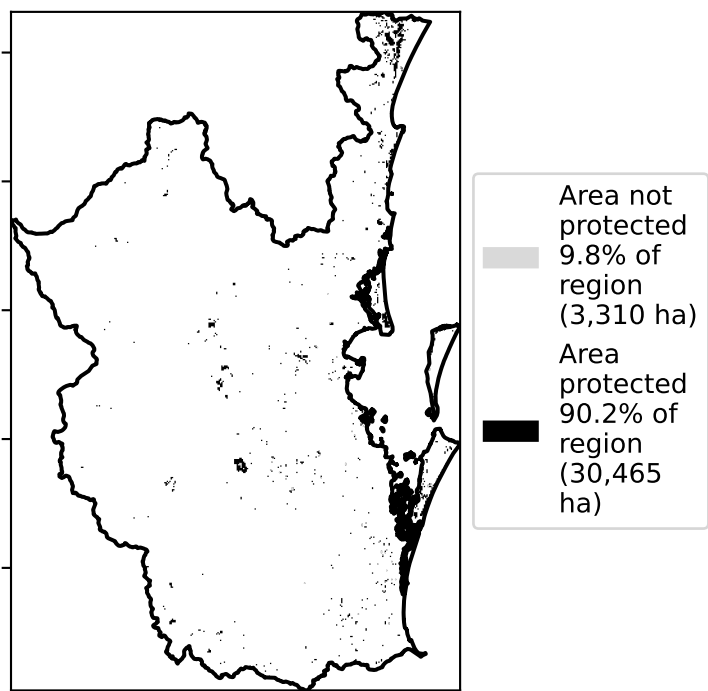 Area not
protected
9.8% of
region
(3,310 ha)
Area
protected
90.2% of
region
(30,465
ha)